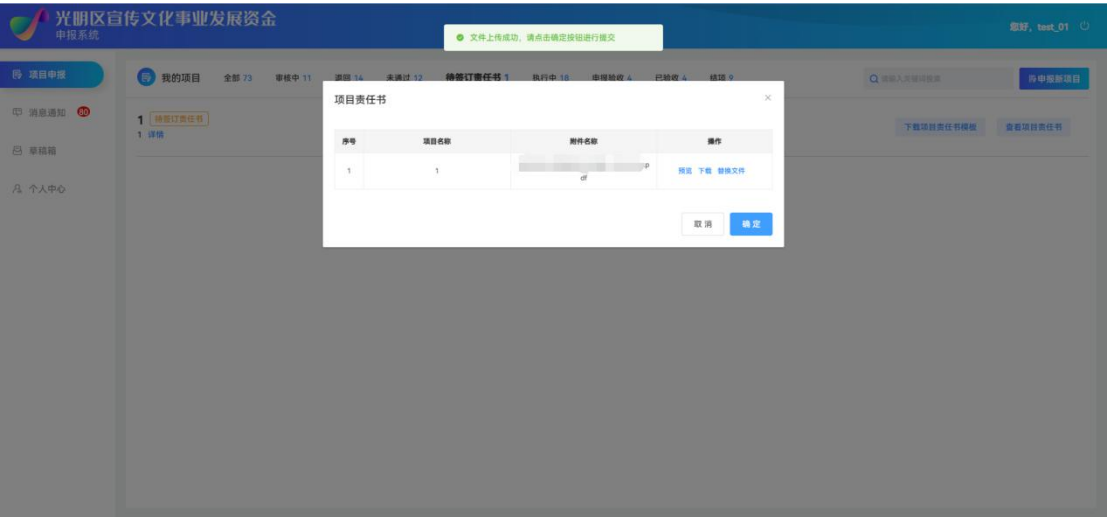 光明区宣传文化事业发展资金
申报系统
文件上传成功，请点击确定按钮进行提交
您好，test_01
项目申报
我的项目 全部 73 审核中 11 退回 14 未通过 12 待签订责任书 1 执行中 18 申报验收 4 已验收 4 结项 9
请输入关键词搜索
申报新项目
消息通知 80
1 待签订责任书
1 详情
下载项目责任书模板 查看项目责任书
草稿箱
个人中心
项目责任书
序号 项目名称 附件名称 操作
1 1 p
df
预览 下载 替换文件
取消 确定